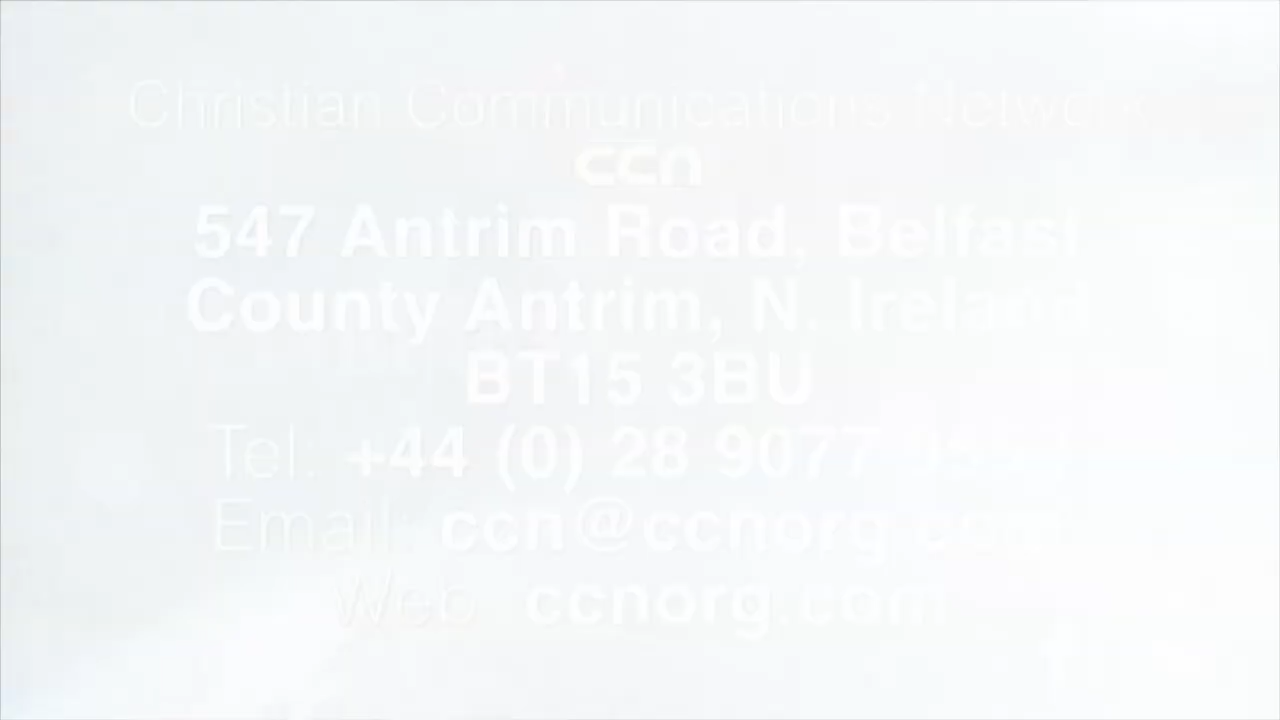 Christian Communications Network
ccn
547 Antrim Road, Belfast
County Antrim, N. Ireland
BT15 3BU
Tel. +44 (0) 28 9077
Email: ccn@ccnorg.com
Web: ccnorg.com